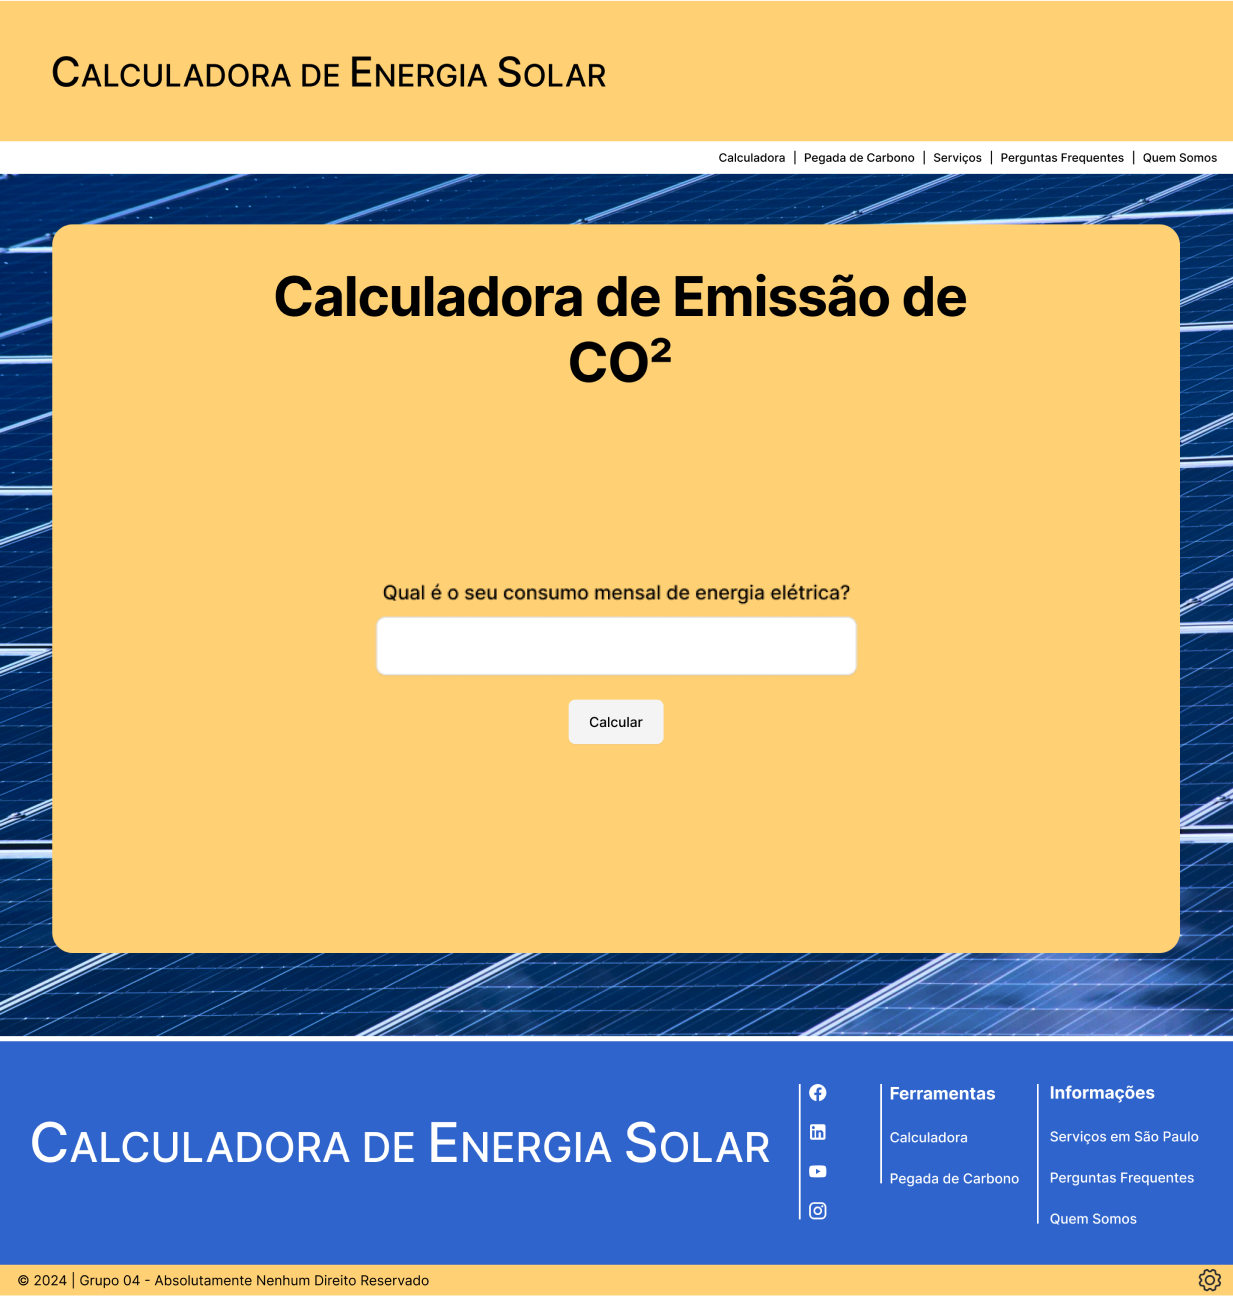 Calculadora de Energia Solar
Calculadora | Pegada de Carbono | Serviços | Perguntas Frequentes | Quem Somos
Calculadora de Emissão de
CO²
Qual é o seu consumo mensal de energia elétrica?
Calcular
Calculadora de Energia Solar
Ferramentas
Calculadora
Pegada de Carbono
Informações
Serviços em São Paulo
Perguntas Frequentes
Quem Somos
© 2024 | Grupo 04 - Absolutamente Nenhum Direito Reservado